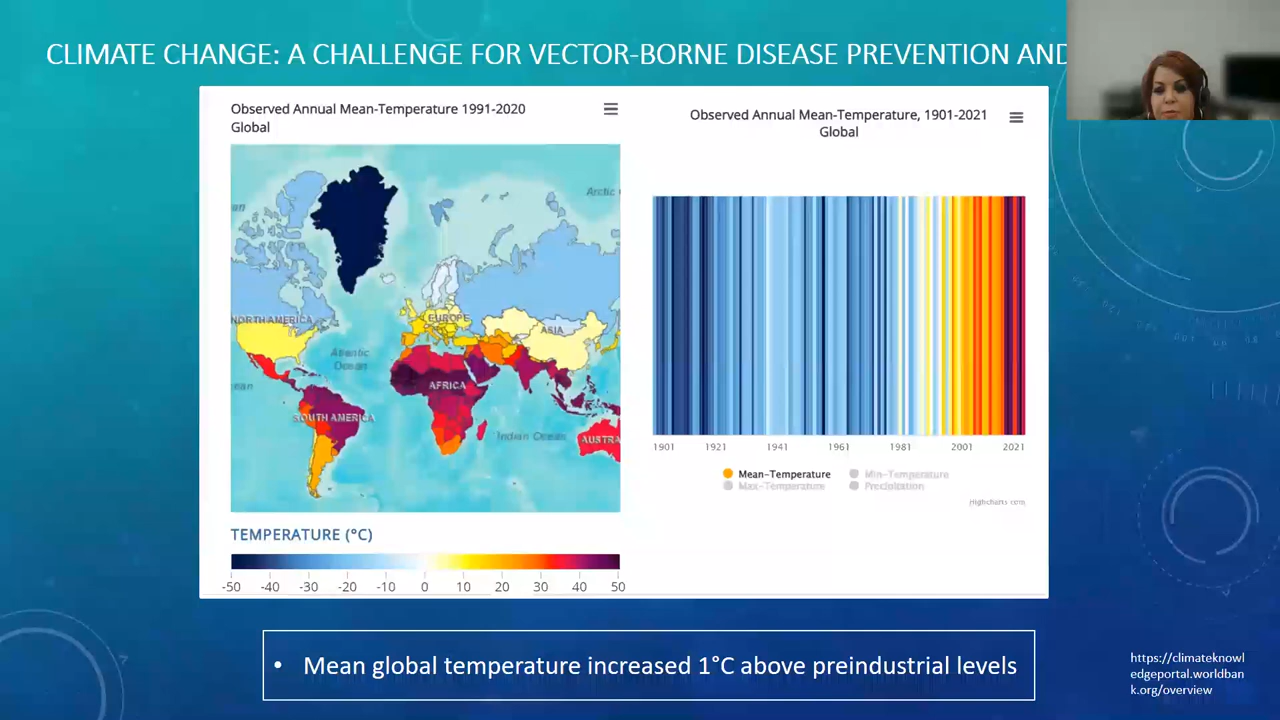 CLIMATE CHANGE: A CHALLENGE FOR VECTOR-BORNE DISEASE PREVENTION AND
Observed Annual Mean-Temperature 1991-2020
Global
Arctic
NORTH AMERICA
EUROPE
ASIA
Atlantic
Ocean
ean
AFRICA
SOUTH AMERICA
Indian Ocean
AUSTRA
TEMPERATURE (°C)
-50 -40 -30 -20 -10 0 10 20 30 40 50
Observed Annual Mean-Temperature, 1901-2021
Global
1901 1921 1941 1961 1981 2001 2021
Mean-Temperature Min-Temperature
Max-Temperature Precipitation
Highcharts.com
• Mean global temperature increased 1°C above preindustrial levels
https://climateknowl
edgeportal.worldban
k.org/overview